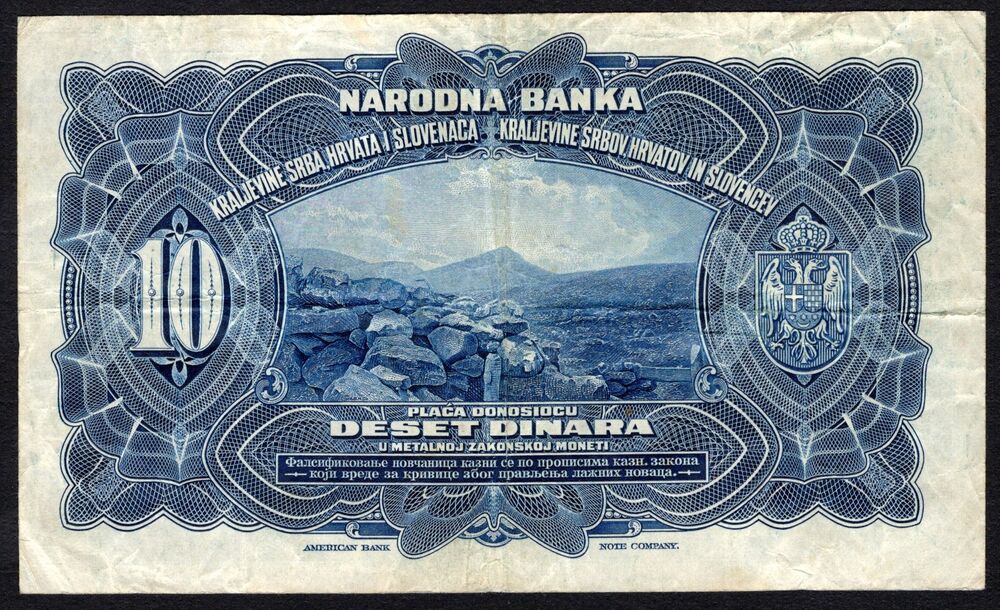 NARODNA BANKA
KRALJEVINE SRBA, HRVATA I SLOVENACA
KRALJEVINE SRBOV, HRVATOV IN SLOVENCEV
10
PLAĆA DONOSIOCU
DESET DINARA
U METALNOJ ZAKONSKOJ MONETI
Фалсификовање новчаница казни се по прописима казн. закона
који вреде за кривице због прављења лажних новаца.
AMERICAN BANK NOTE COMPANY.